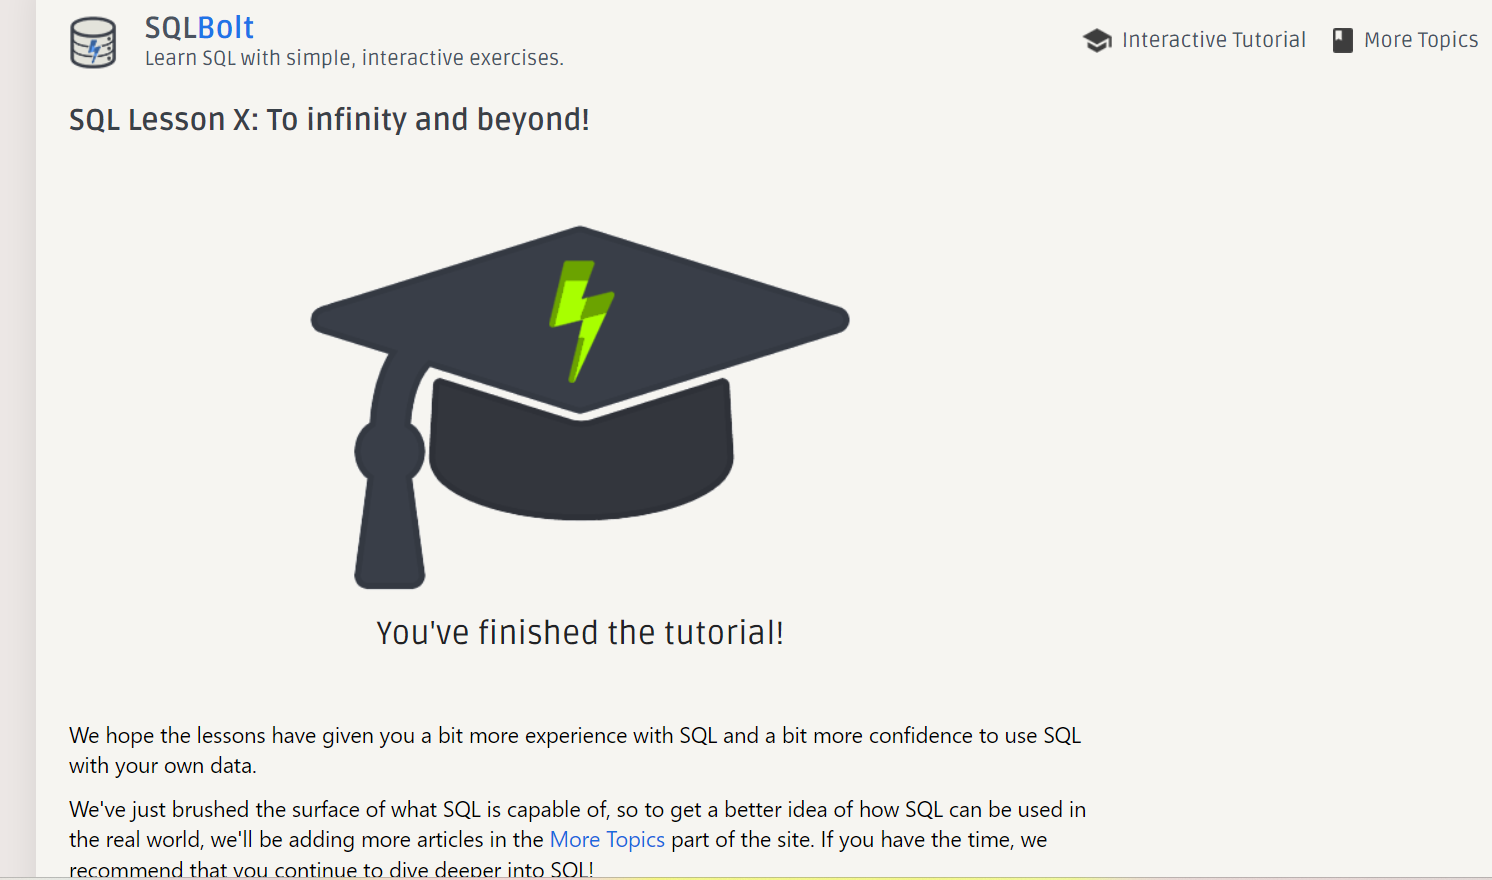 SQLBolt
Learn SQL with simple, interactive exercises.
Interactive Tutorial
More Topics
SQL Lesson X: To infinity and beyond!
You've finished the tutorial!
We hope the lessons have given you a bit more experience with SQL and a bit more confidence to use SQL
with your own data.
We've just brushed the surface of what SQL is capable of, so to get a better idea of how SQL can be used in
the real world, we'll be adding more articles in the More Topics part of the site. If you have the time, we
recommend that you continue to dive deeper into SQL!